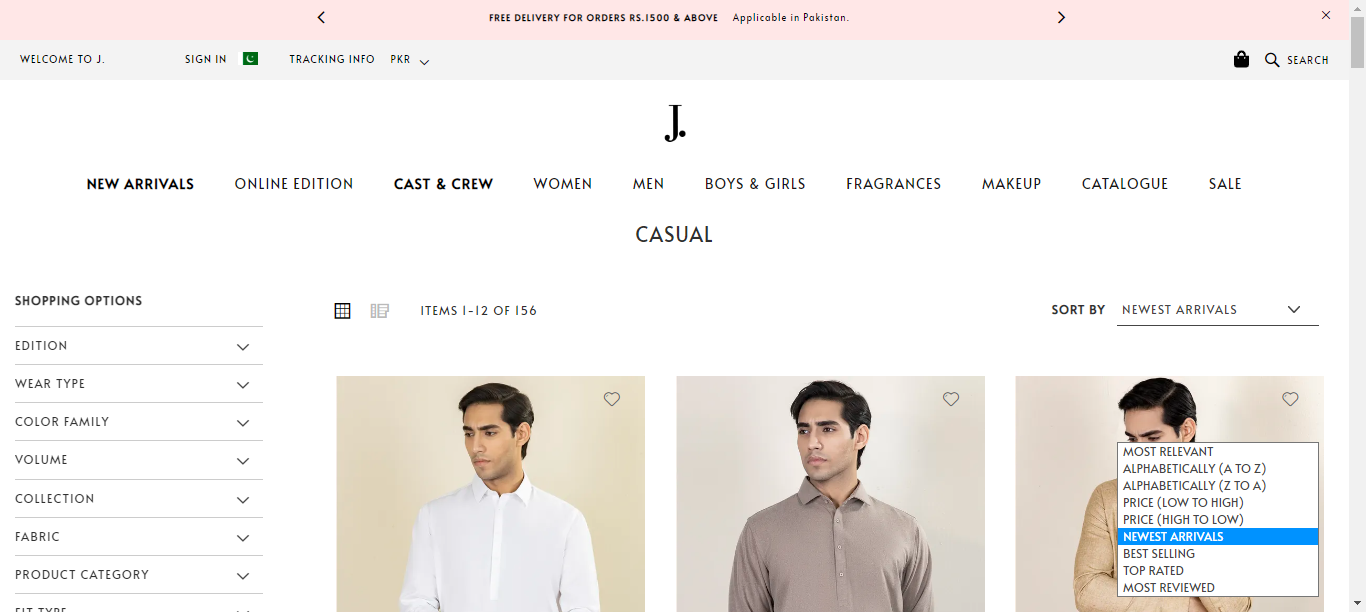 FREE DELIVERY FOR ORDERS RS.1500 & ABOVE Applicable in Pakistan.
WELCOME TO J. SIGN IN TRACKING INFO PKR SEARCH
J.
NEW ARRIVALS ONLINE EDITION CAST & CREW WOMEN MEN BOYS & GIRLS FRAGRANCES MAKEUP CATALOGUE SALE
CASUAL
SHOPPING OPTIONS
EDITION
WEAR TYPE
COLOR FAMILY
VOLUME
COLLECTION
FABRIC
PRODUCT CATEGORY
FIT TYPE
ITEMS 1-12 OF 156
SORT BY NEWEST ARRIVALS
MOST RELEVANT
ALPHABETICALLY (A TO Z)
ALPHABETICALLY (Z TO A)
PRICE (LOW TO HIGH)
PRICE (HIGH TO LOW)
NEWEST ARRIVALS
BEST SELLING
TOP RATED
MOST REVIEWED